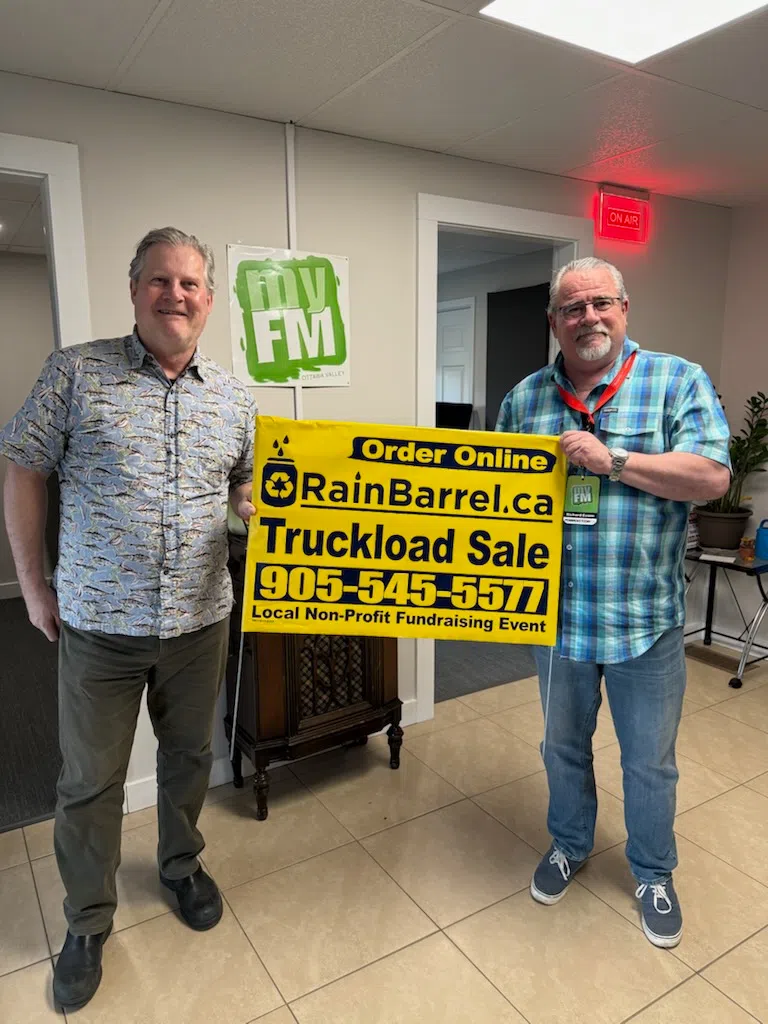 ON AIR
my
FM
OTTAWA VALLEY
Order Online
RainBarrel.ca
Truckload Sale
905-545-5577
Local Non-Profit Fundraising Event
my
FM